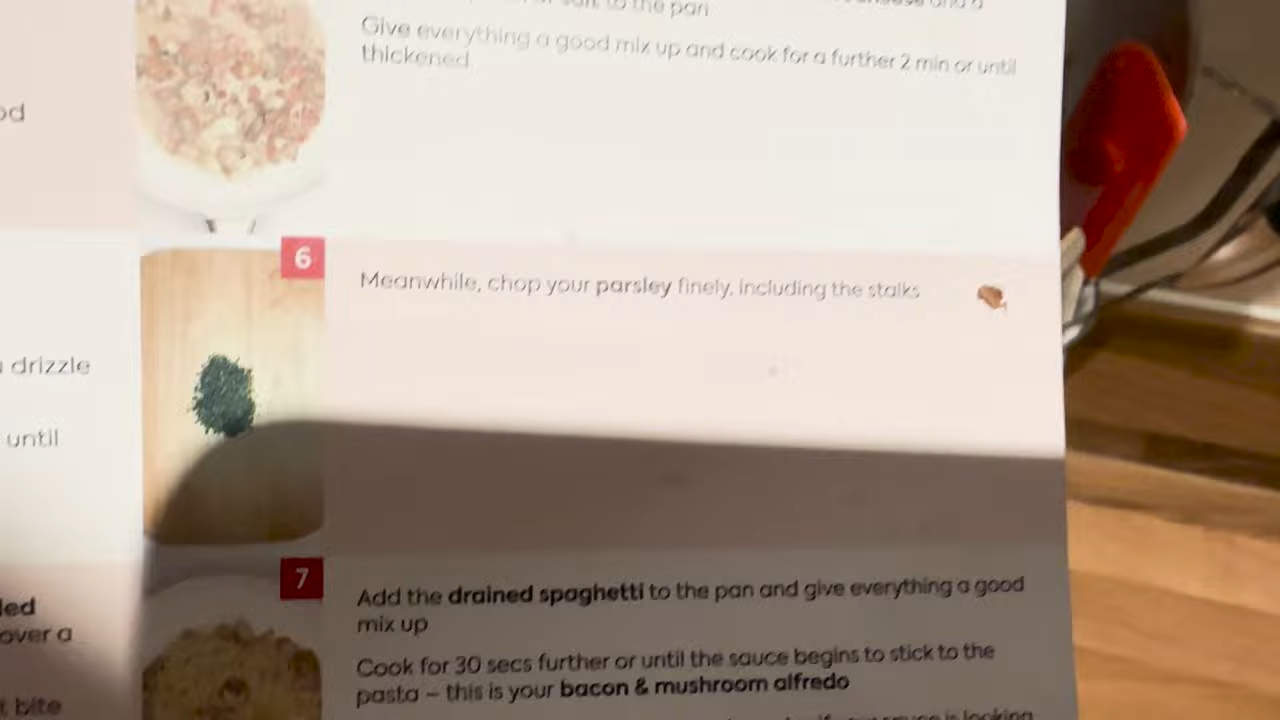 to the pan
Give everything a good mix up and cook for a further 2 min or until
thickened
od
6
Meanwhile, chop your parsley finely, including the stalks
drizzle
until
7
Add the drained spaghetti to the pan and give everything a good
mix up
Cook for 30 secs further or until the sauce begins to stick to the
pasta – this is your bacon & mushroom alfredo
over a
bite